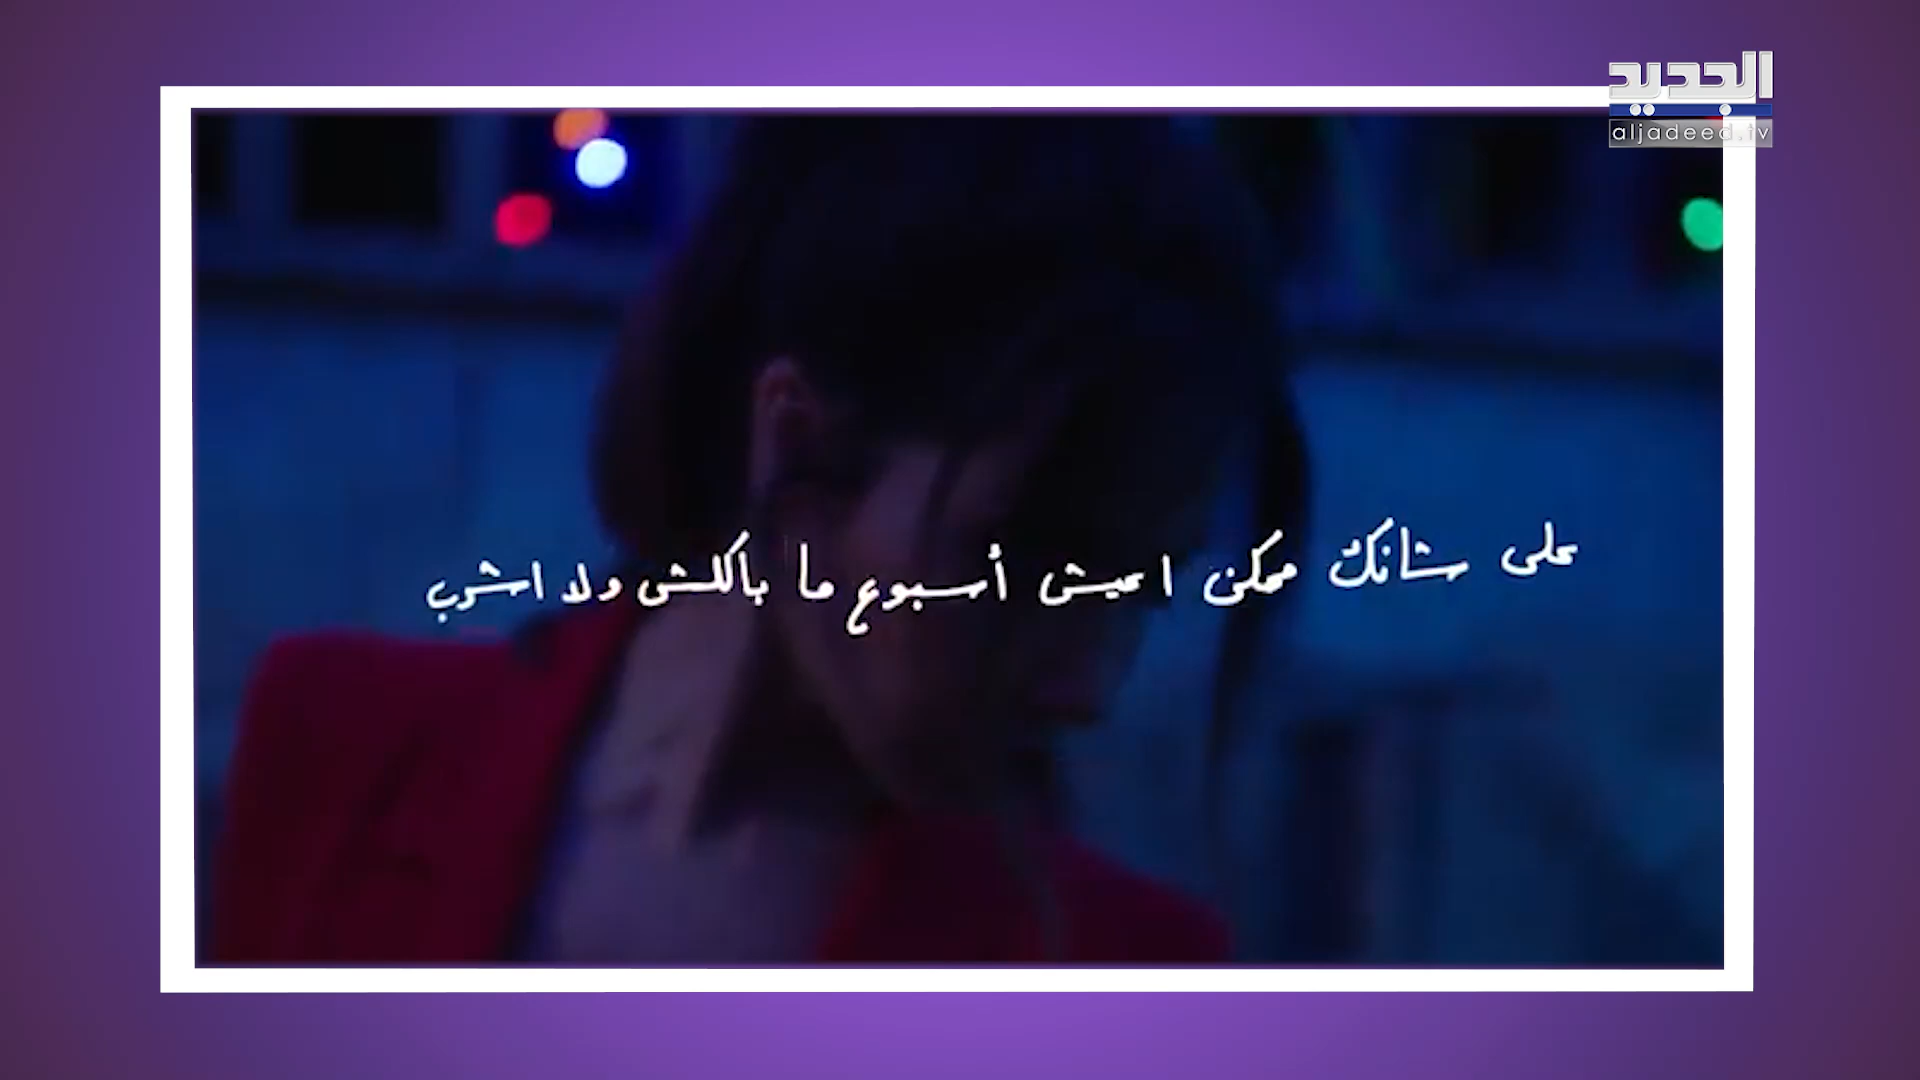 الجديد
aljadeed.tv
على شانك ممكن اعيش أسبوع ما باكلش ولا اشرب